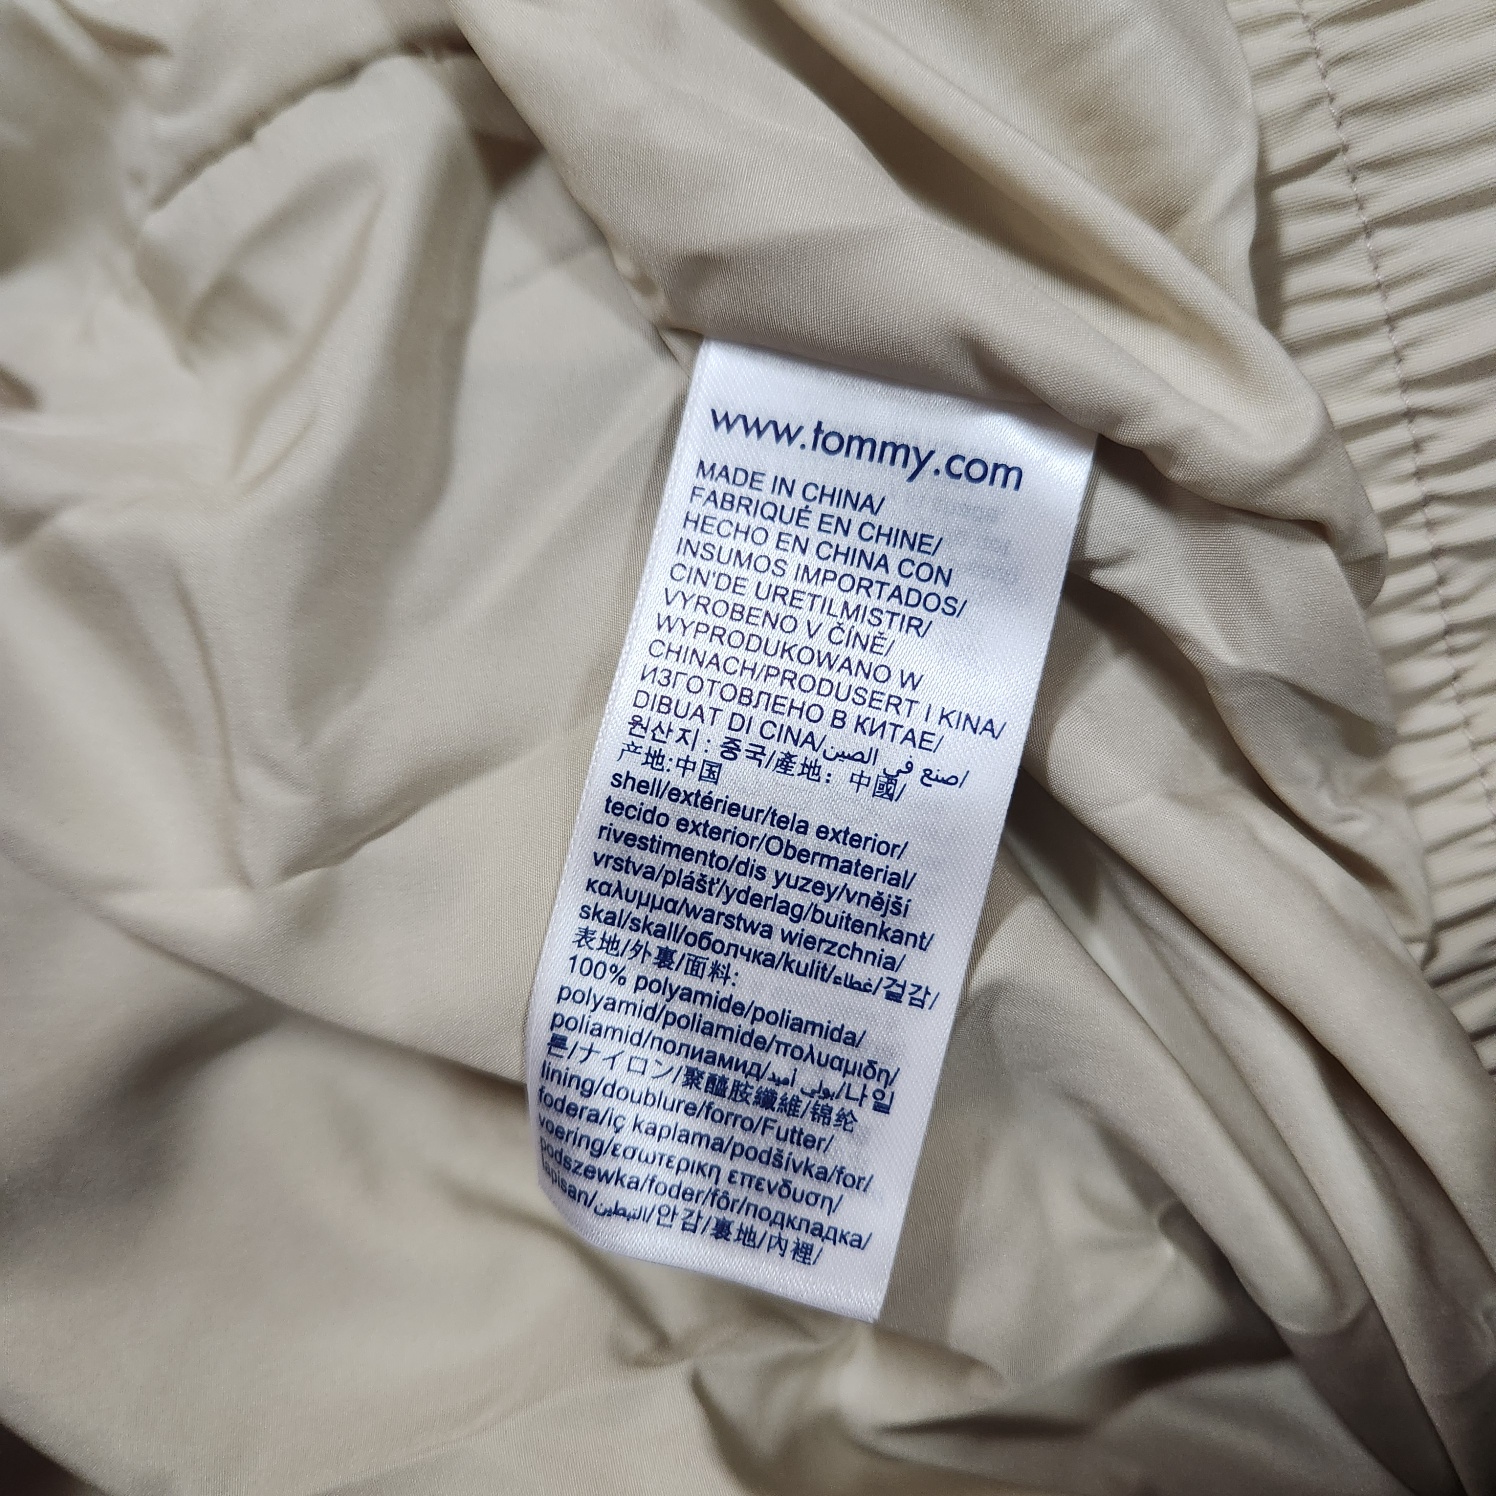 www.tommy.com
MADE IN CHINA/
FABRIQUÉ EN CHINE/
HECHO EN CHINA CON
INSUMOS IMPORTADOS/
CIN'DE URETILMISTIR/
VYROBENO V ČÍNĚ/
WYPRODUKOWANO W
CHINACH/PRODUSERT I KINA/
ИЗГОТОВЛЕНО В КИТАЕ/
DIBUAT DI CINA/صنع في الصين/
원산지 : 중국/產地：中國/
产地:中国
shell/extérieur/tela exterior/
tecido exterior/Obermaterial/
rivestimento/dis yuzey/vnější
vrstva/plášť/yderlag/buitenkant/
καλυμμα/warstwa wierzchnia/
skal/skall/оболчка/kulit/غطاء/겉감/
表地/外裏/面料:
100% polyamide/poliamida/
polyamid/poliamide/πολυαμιδη/
poliamid/полиамид/بولي أميد/나일
론/ナイロン/聚醯胺纖維/锦纶
lining/doublure/forro/Futter/
fodera/iç kaplama/podšívka/for/
voering/εσωτερικη επενδυση/
podszewka/foder/fôr/подкладка/
lapisan/التبطين/안감/裏地/內裡/